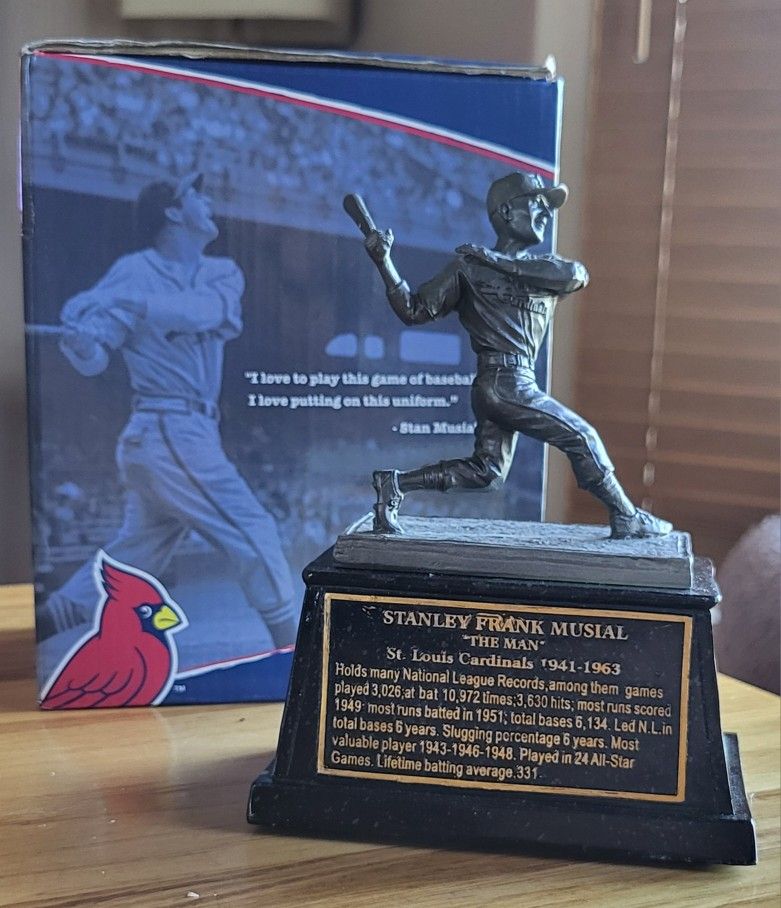 "I love to play this game of basebal
I love putting on this uniform."
- Stan Musia
STANLEY FRANK MUSIAL
"THE MAN"
St. Louis Cardinals 1941-1963
Holds many National League Records,among them games
played 3,026;at bat 10,972 times;3,630 hits; most runs scored
1949; most runs batted in 1951; total bases 6,134. Led N.L.in
total bases 6 years. Slugging percentage 6 years. Most
valuable player 1943-1946-1948. Played in 24 All-Star
Games. Lifetime batting average.331
TM